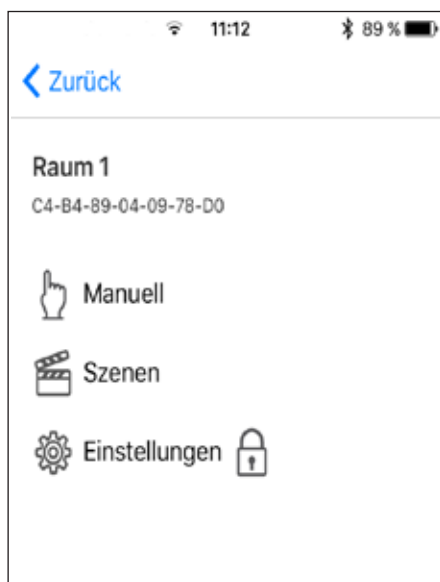 11:12 89 %
Zurück
Raum 1
C4-B4-89-04-09-78-D0
Manuell
Szenen
Einstellungen